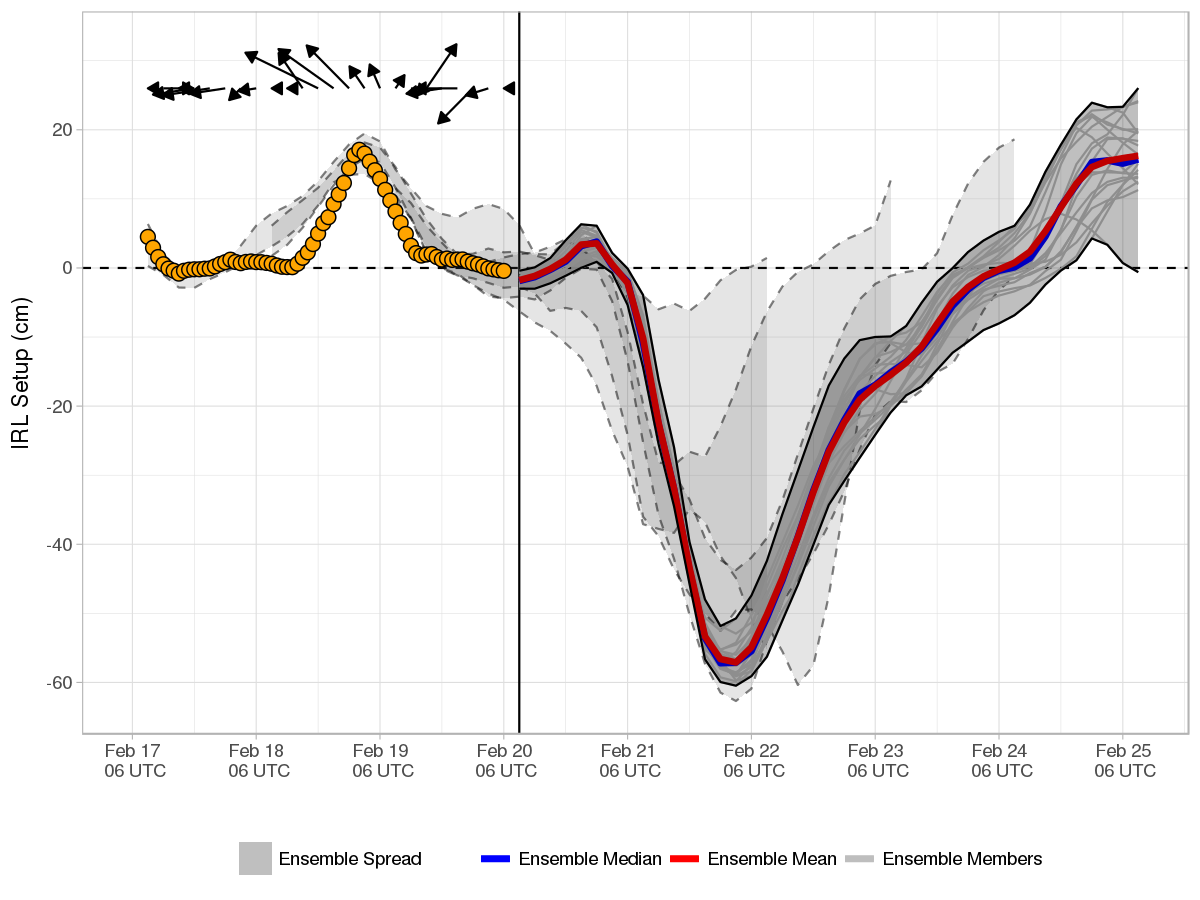 IRL Setup (cm)
20
0
-20
-40
-60
Feb 17 Feb 18 Feb 19 Feb 20 Feb 21 Feb 22 Feb 23 Feb 24 Feb 25
06 UTC 06 UTC 06 UTC 06 UTC 06 UTC 06 UTC 06 UTC 06 UTC 06 UTC
Ensemble Spread Ensemble Median Ensemble Mean Ensemble Members